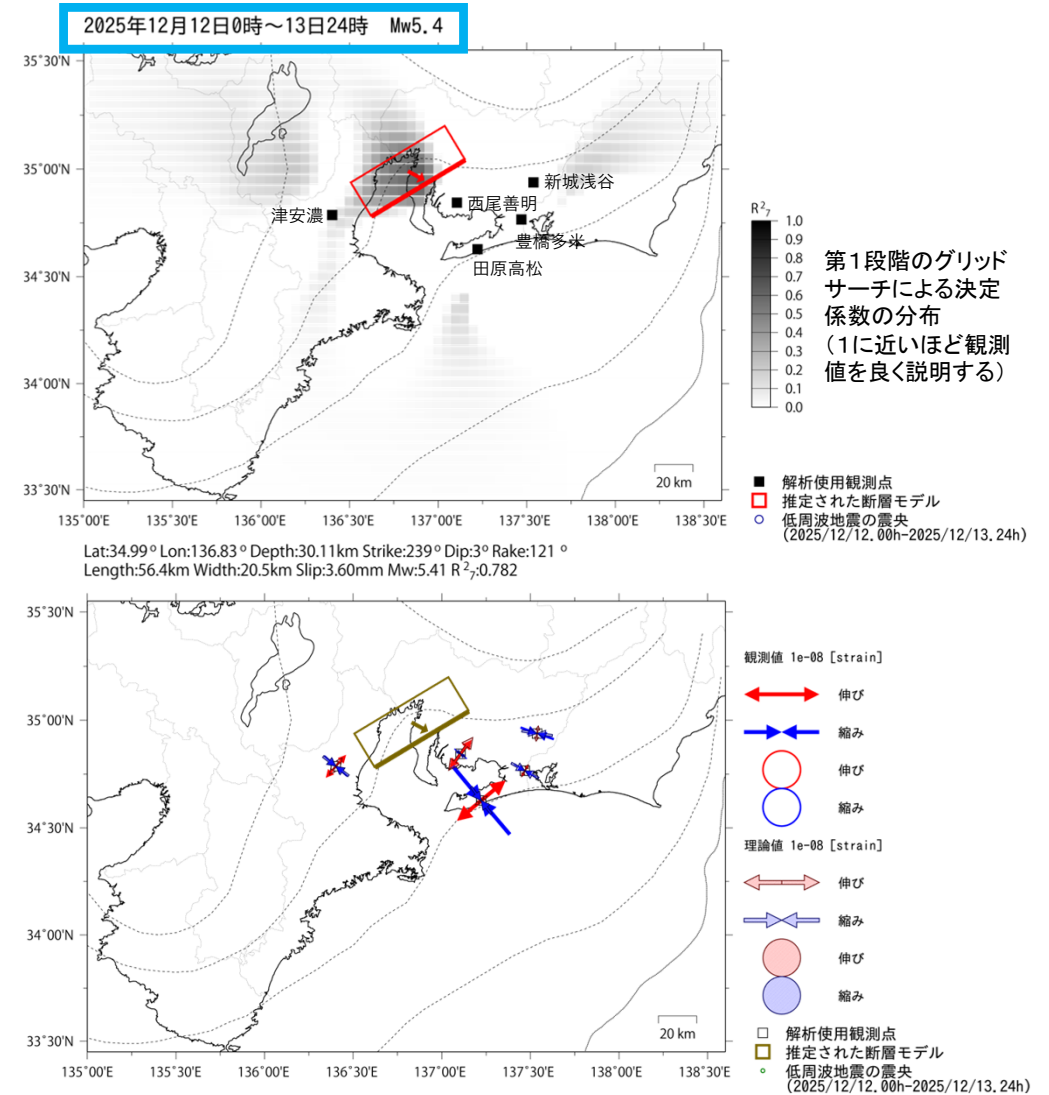 2025年12月12日0時～13日24時　Mw5.4
35°30'N
35°00'N
34°30'N
34°00'N
33°30'N
135°00'E
135°30'E
136°00'E
136°30'E
137°00'E
137°30'E
138°00'E
138°30'E
新城浅谷
西尾善明
津安濃
豊橋多米
田原高松
20 km
R²₇
1.0
0.9
0.8
0.7
0.6
0.5
0.4
0.3
0.2
0.1
0.0
第１段階のグリッド
サーチによる決定
係数の分布
（１に近いほど観測
値を良く説明する）
解析使用観測点
推定された断層モデル
低周波地震の震央
(2025/12/12.00h-2025/12/13.24h)
Lat:34.99 º Lon:136.83 º Depth:30.11km Strike:239 º Dip:3º Rake:121 º
Length:56.4km Width:20.5km Slip:3.60mm Mw:5.41 R²₇:0.782
35°30'N
35°00'N
34°30'N
34°00'N
33°30'N
135°00'E
135°30'E
136°00'E
136°30'E
137°00'E
137°30'E
138°00'E
138°30'E
20 km
観測値 1e-08 [strain]
伸び
縮み
伸び
縮み
理論値 1e-08 [strain]
伸び
縮み
伸び
縮み
解析使用観測点
推定された断層モデル
低周波地震の震央
(2025/12/12.00h-2025/12/13.24h)